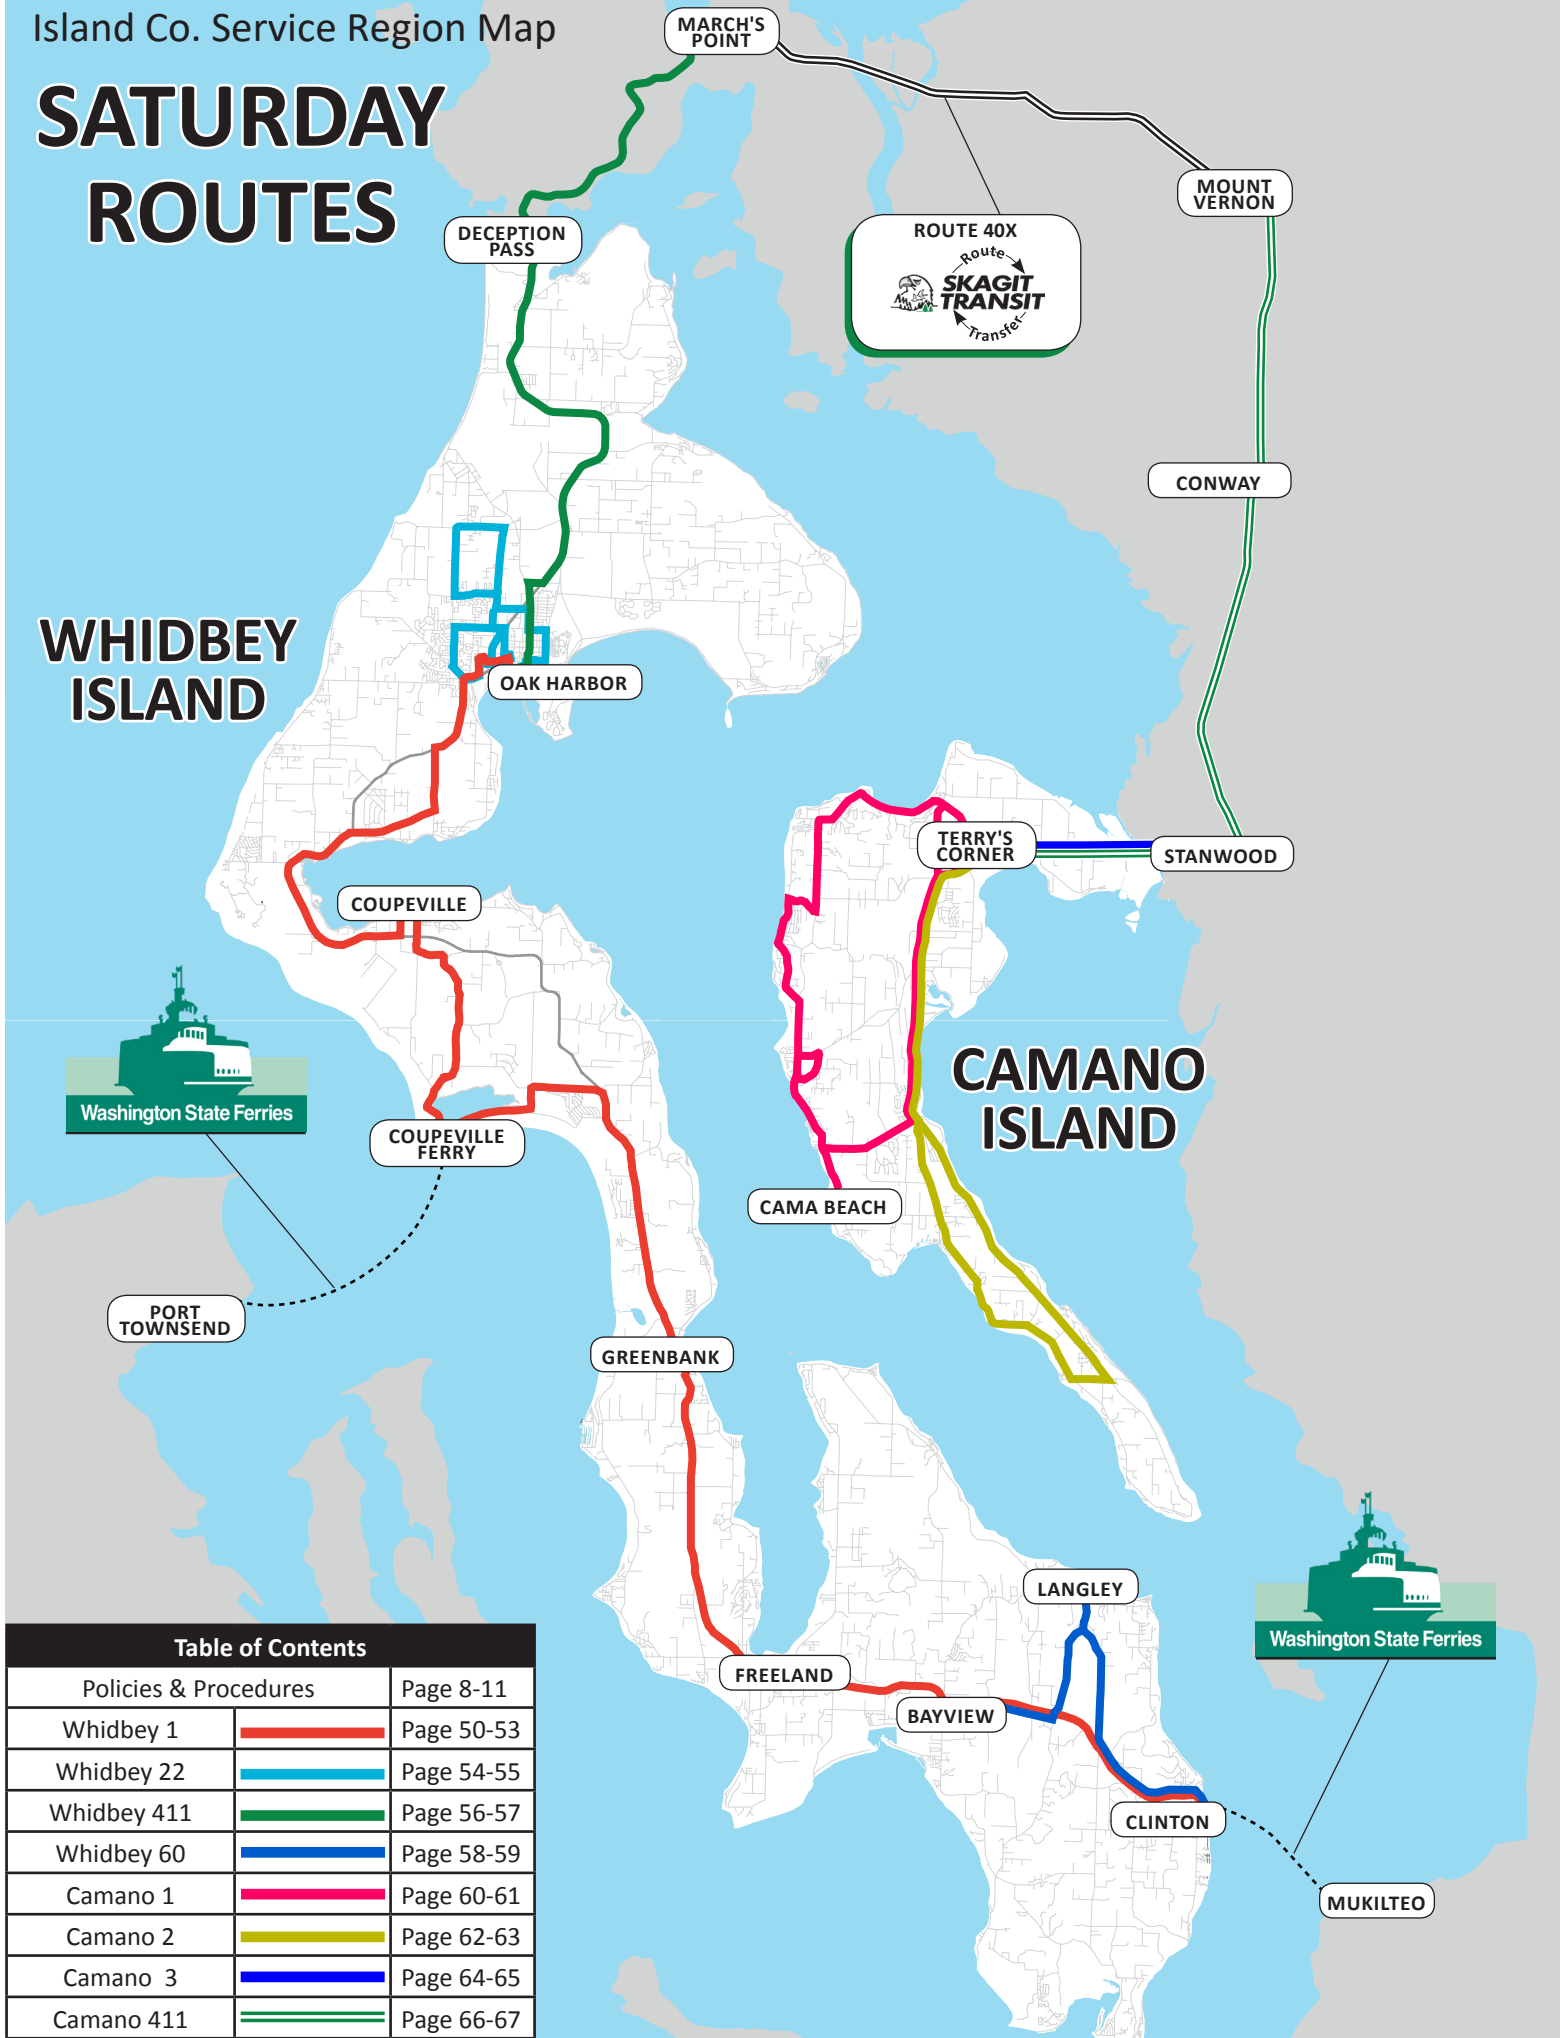 Island Co. Service Region Map
SATURDAY
ROUTES
MARCH'S
POINT
MOUNT
VERNON
DECEPTION
PASS
ROUTE 40X
Route
SKAGIT
TRANSIT
Transfer
CONWAY
WHIDBEY
ISLAND
OAK HARBOR
TERRY'S
CORNER
STANWOOD
COUPEVILLE
Washington State Ferries
CAMANO
ISLAND
COUPEVILLE
FERRY
CAMA BEACH
PORT
TOWNSEND
GREENBANK
LANGLEY
Washington State Ferries
FREELAND
BAYVIEW
CLINTON
MUKILTEO
Table of Contents
Policies & Procedures Page 8-11
Whidbey 1 Page 50-53
Whidbey 22 Page 54-55
Whidbey 411 Page 56-57
Whidbey 60 Page 58-59
Camano 1 Page 60-61
Camano 2 Page 62-63
Camano 3 Page 64-65
Camano 411 Page 66-67